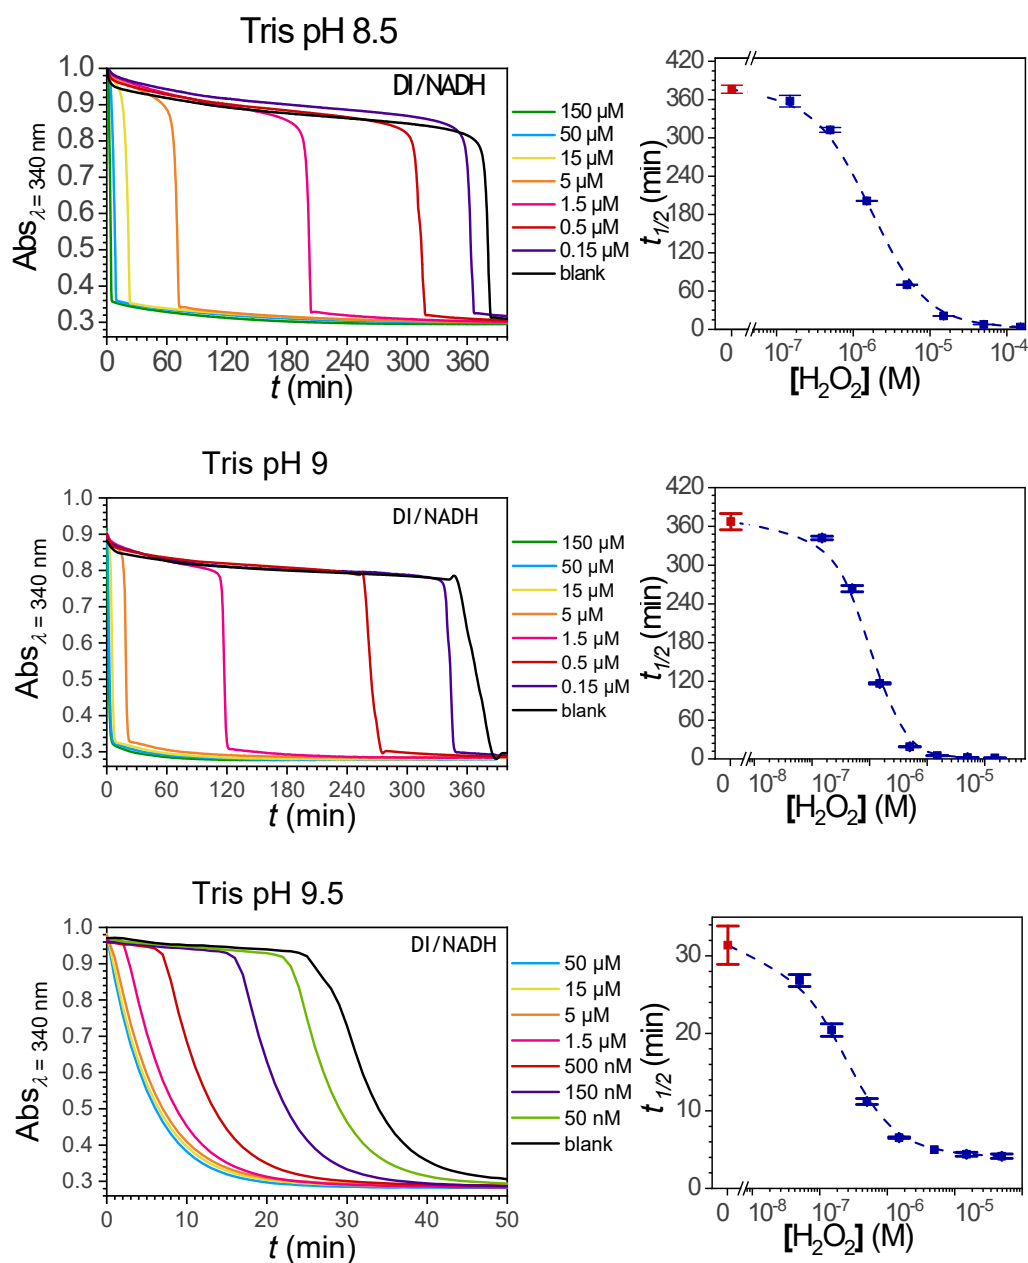 Tris pH 8.5
DI/NADH
1.0
0.9
0.8
0.7
0.6
0.5
0.4
0.3
Absλ = 340 nm
0 60 120 180 240 300 360
t (min)
150 µM
50 µM
15 µM
5 µM
1.5 µM
0.5 µM
0.15 µM
blank
420
360
300
240
180
120
60
0
t1/2 (min)
0 10⁻⁷ 10⁻⁶ 10⁻⁵ 10⁻⁴
[H₂O₂] (M)
Tris pH 9
DI/NADH
1.0
0.9
0.8
0.7
0.6
0.5
0.4
0.3
Absλ = 340 nm
0 60 120 180 240 300 360
t (min)
150 µM
50 µM
15 µM
5 µM
1.5 µM
0.5 µM
0.15 µM
blank
420
360
300
240
180
120
60
0
t1/2 (min)
0 10⁻⁸ 10⁻⁷ 10⁻⁶ 10⁻⁵
[H₂O₂] (M)
Tris pH 9.5
DI/NADH
1.0
0.9
0.8
0.7
0.6
0.5
0.4
0.3
Absλ = 340 nm
0 10 20 30 40 50
t (min)
50 µM
15 µM
5 µM
1.5 µM
500 nM
150 nM
50 nM
blank
30
20
10
0
t1/2 (min)
0 10⁻⁸ 10⁻⁷ 10⁻⁶ 10⁻⁵
[H₂O₂] (M)